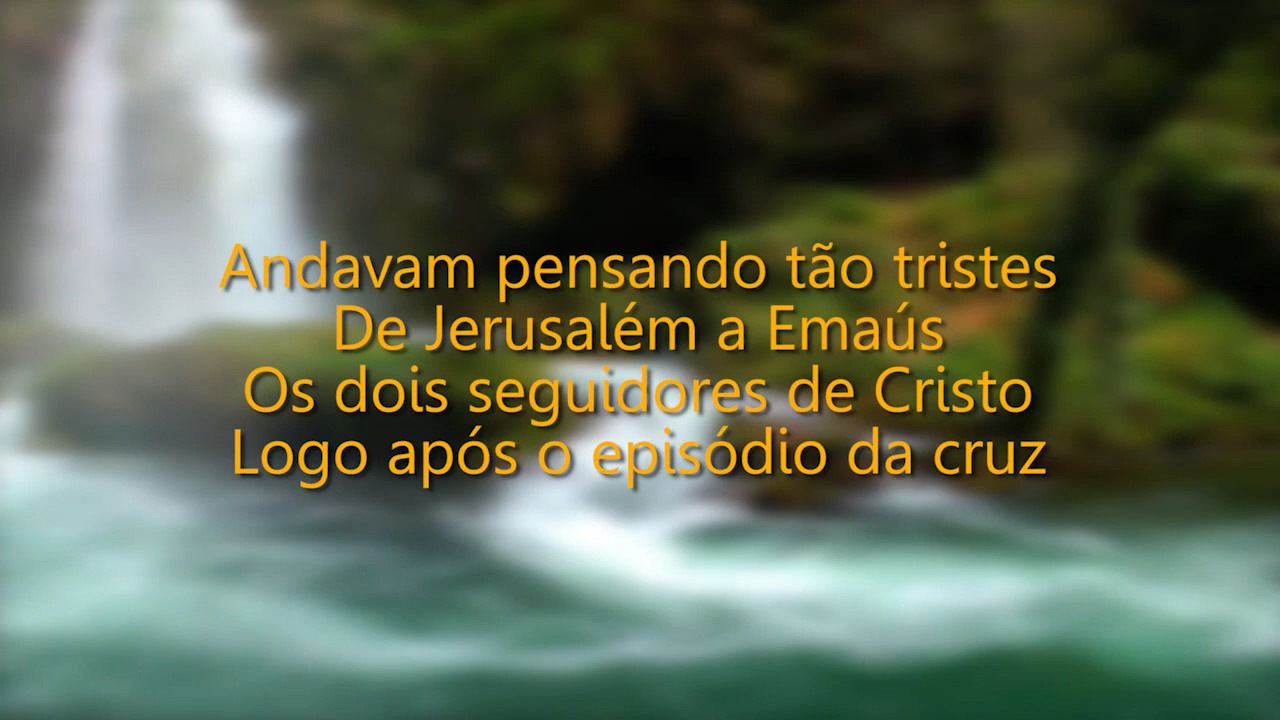 Andavam pensando tão tristes
De Jerusalém a Emaús
Os dois seguidores de Cristo
Logo após o episódio da cruz